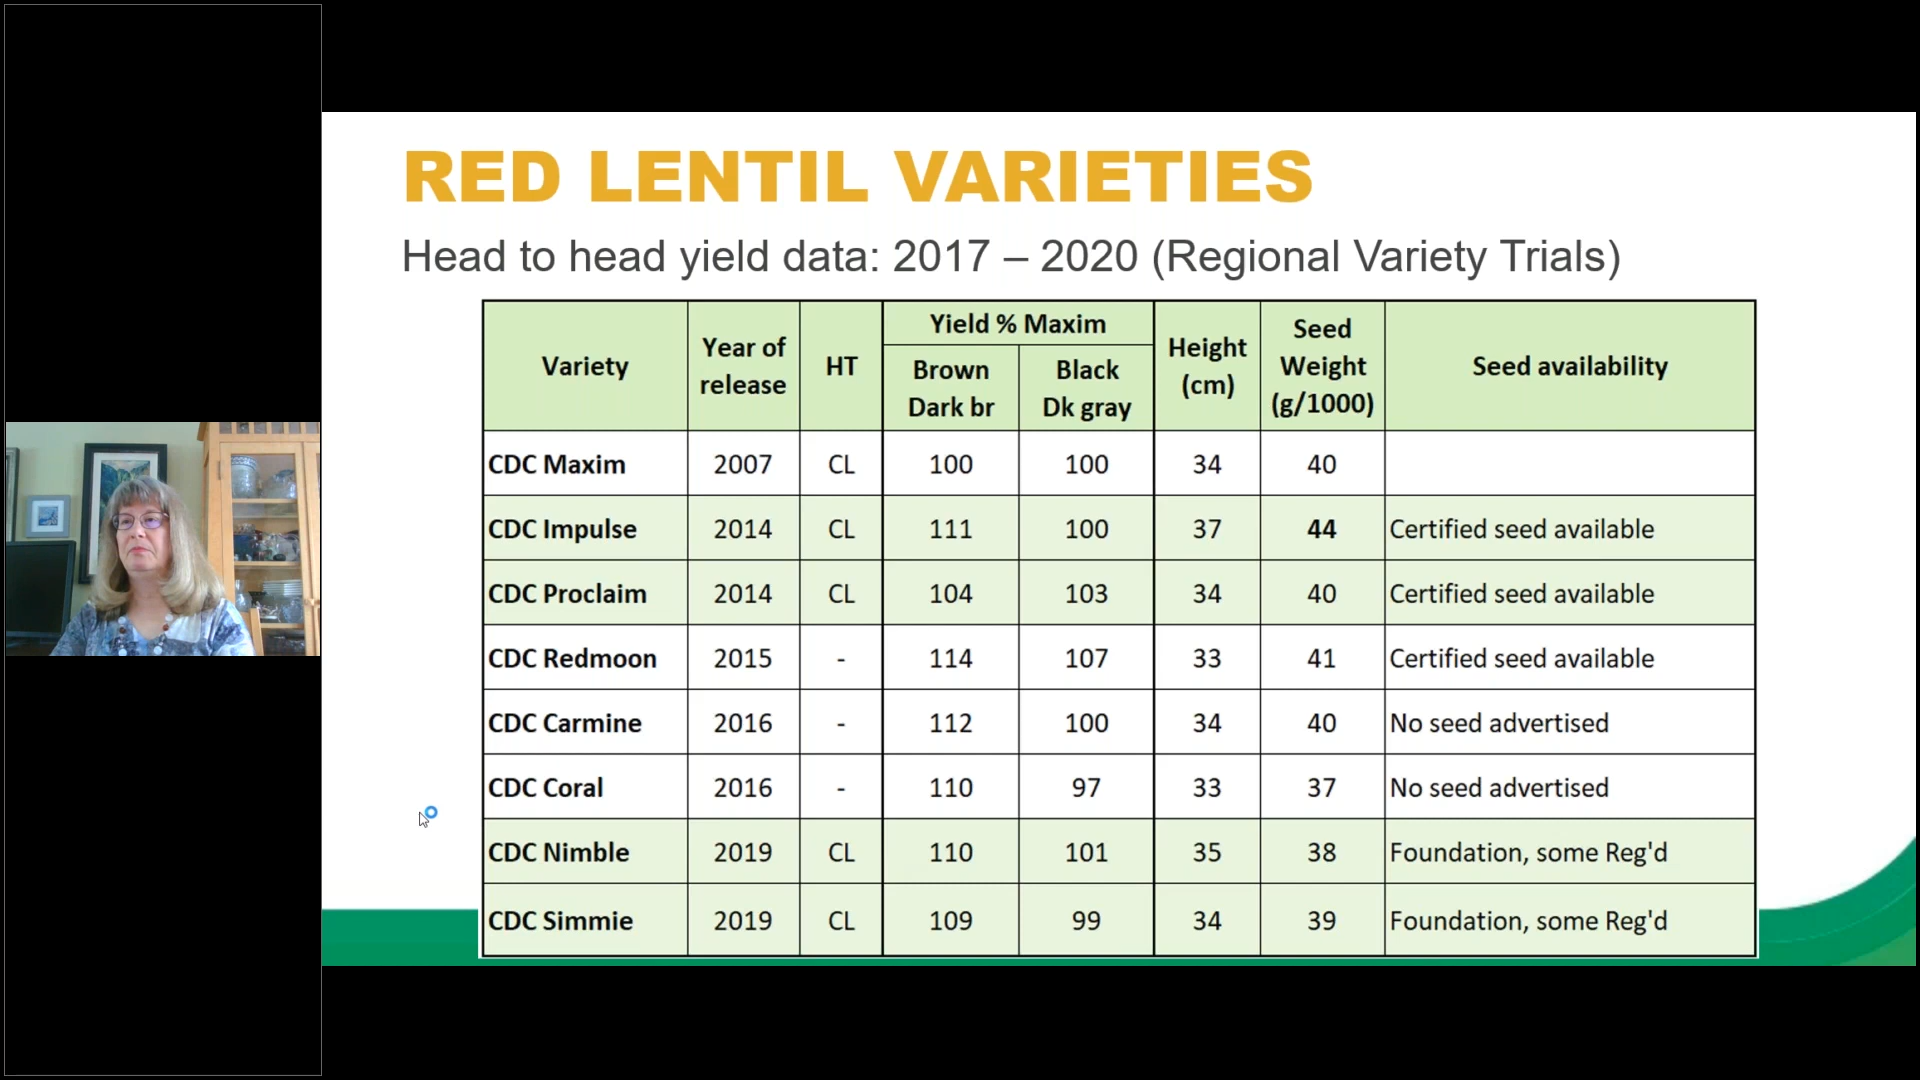 RED LENTIL VARIETIES
Head to head yield data: 2017 – 2020 (Regional Variety Trials)
Variety Year of release HT Yield % Maxim Height (cm) Seed Weight (g/1000) Seed availability
Brown Dark br Black Dk gray
CDC Maxim 2007 CL 100 100 34 40
CDC Impulse 2014 CL 111 100 37 44 Certified seed available
CDC Proclaim 2014 CL 104 103 34 40 Certified seed available
CDC Redmoon 2015 - 114 107 33 41 Certified seed available
CDC Carmine 2016 - 112 100 34 40 No seed advertised
CDC Coral 2016 - 110 97 33 37 No seed advertised
CDC Nimble 2019 CL 110 101 35 38 Foundation, some Reg'd
CDC Simmie 2019 CL 109 99 34 39 Foundation, some Reg'd